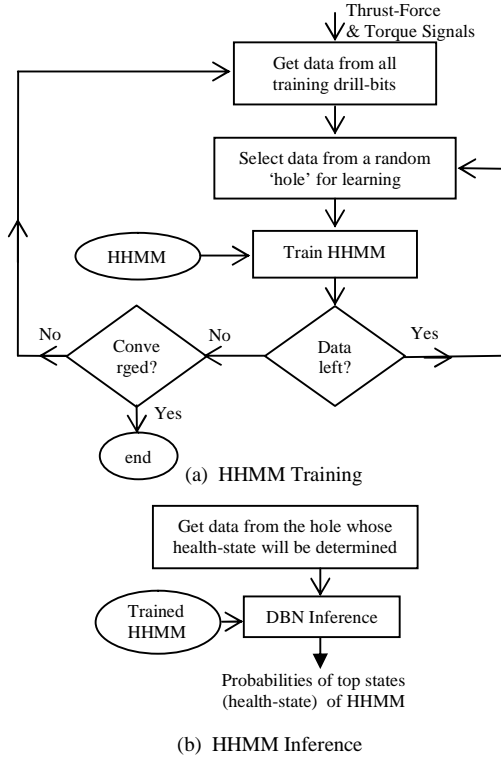 Thrust-Force
& Torque Signals
Get data from all
training drill-bits
Select data from a random
‘hole’ for learning
HHMM
Train HHMM
No
Conve
rged?
No
Data
left?
Yes
Yes
end
(a) HHMM Training
Get data from the hole whose
health-state will be determined
Trained
HHMM
DBN Inference
Probabilities of top states
(health-state) of HHMM
(b) HHMM Inference